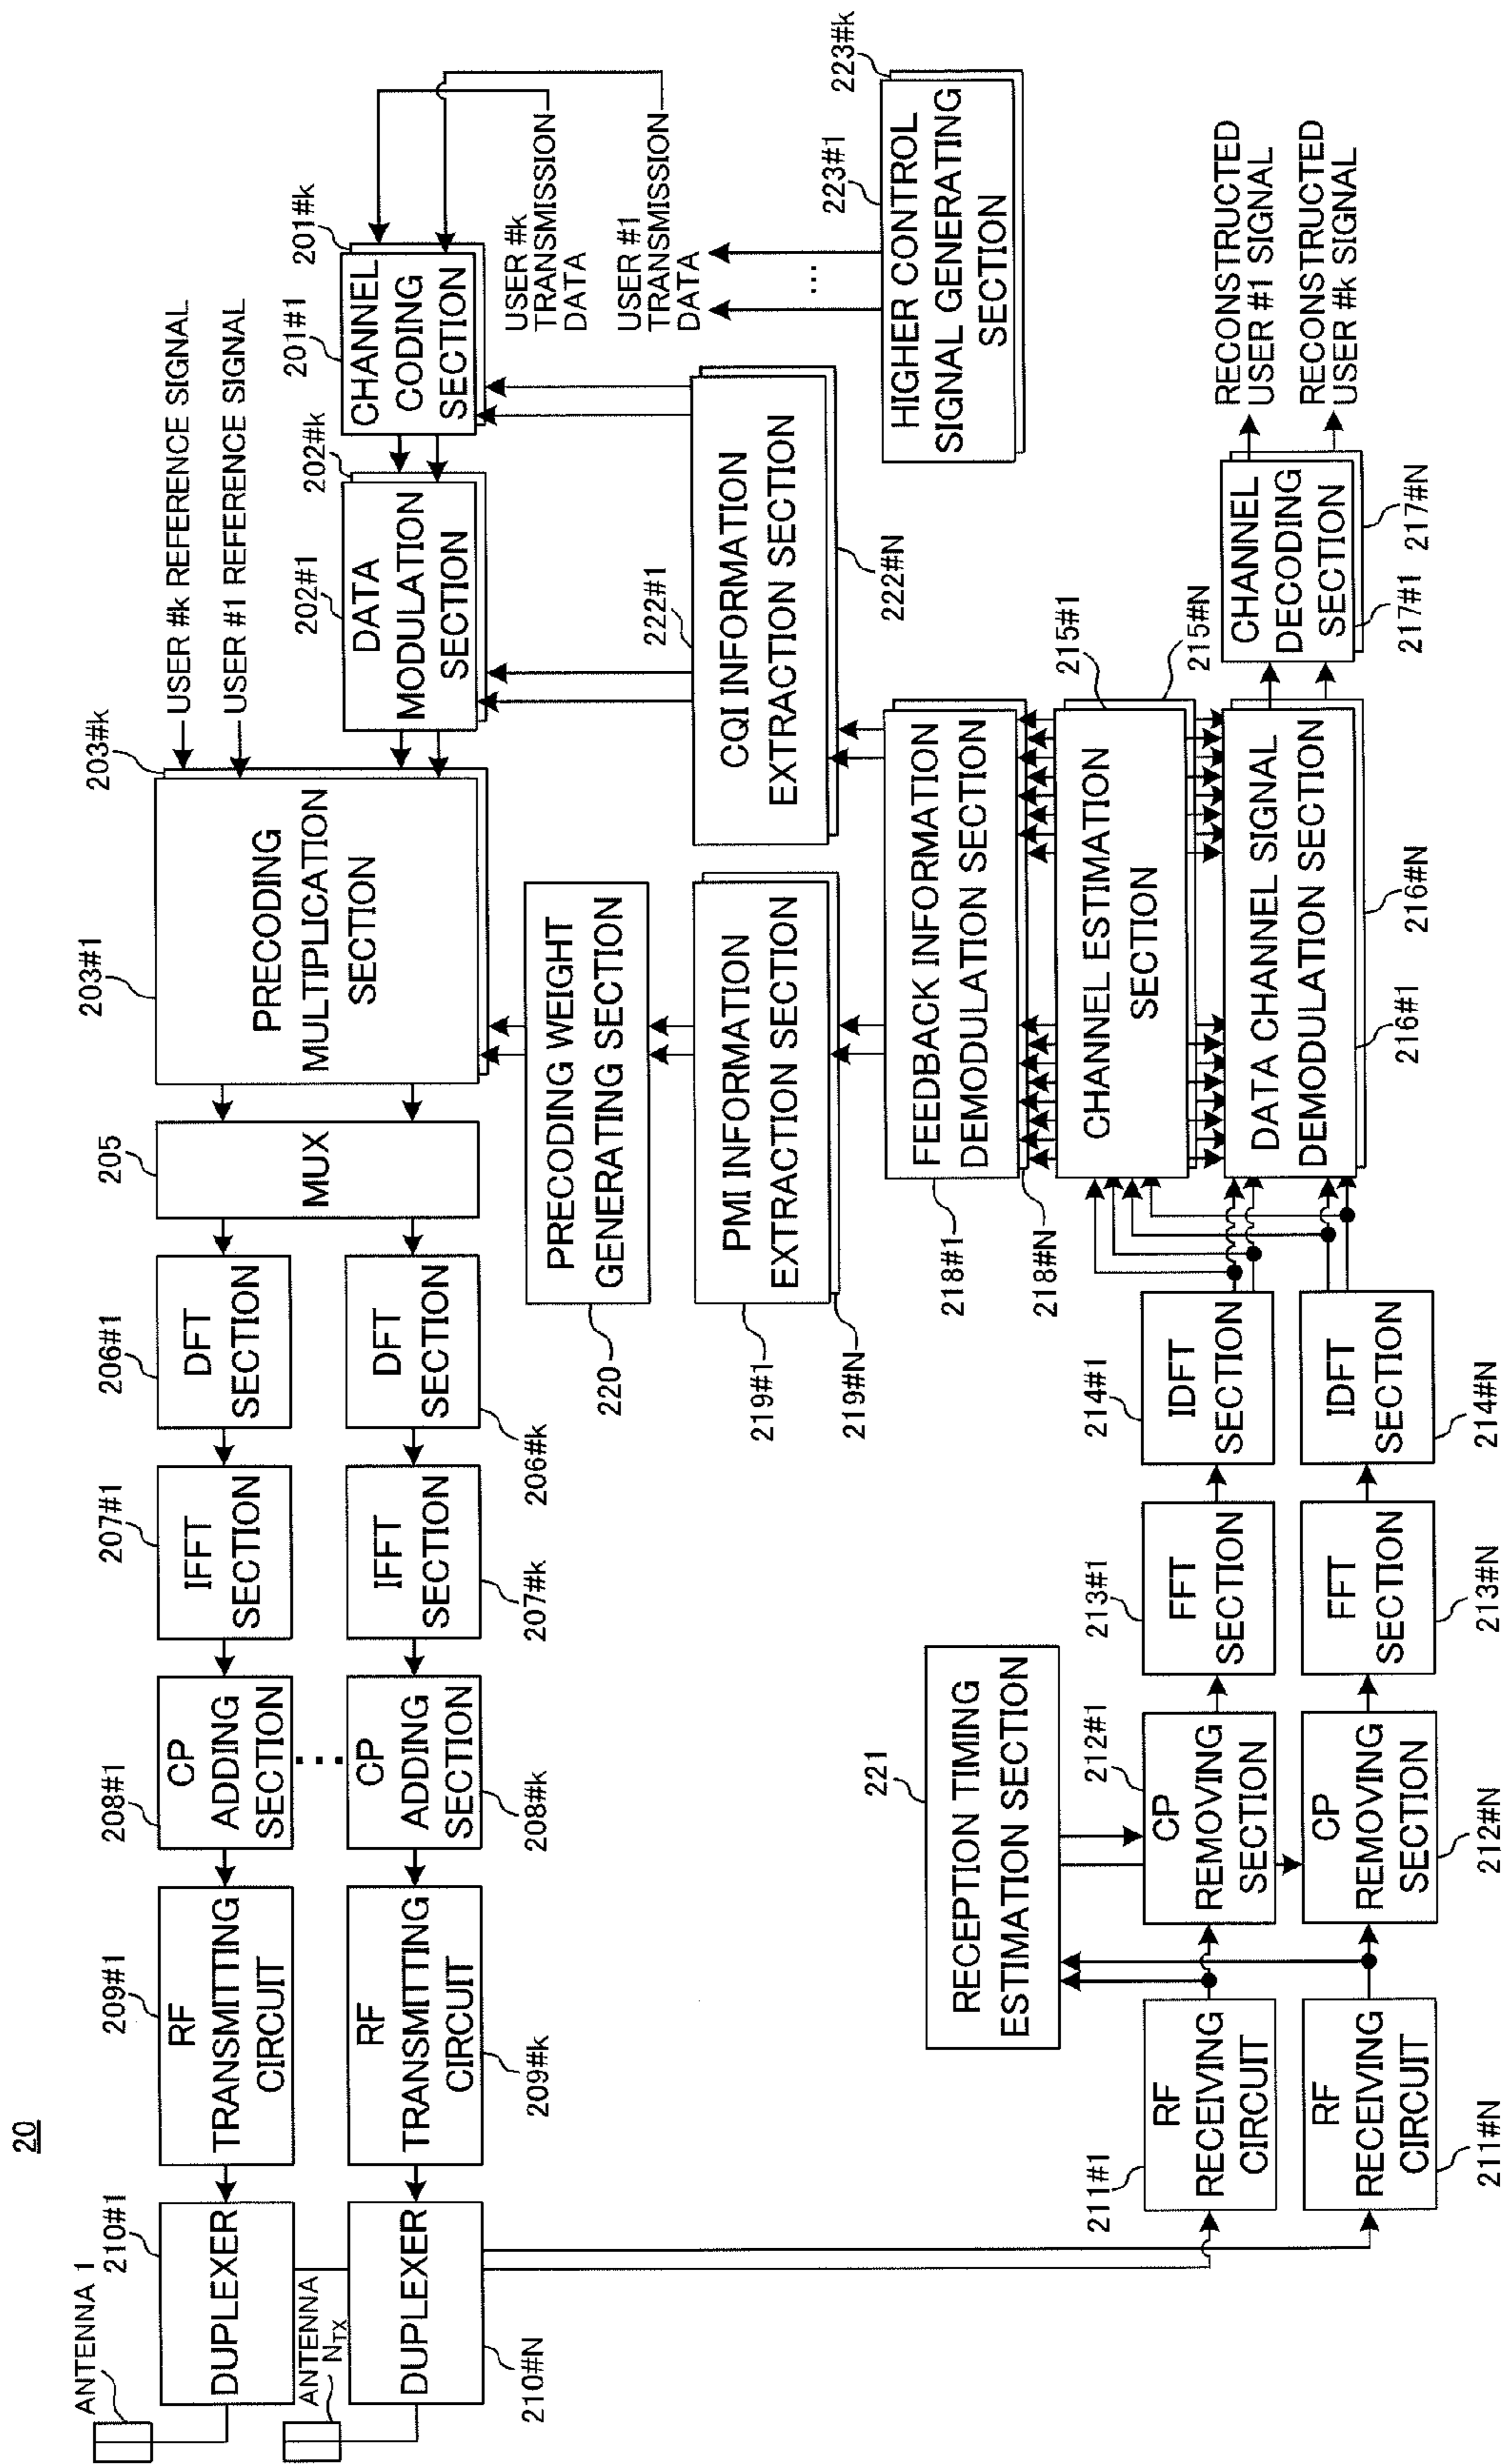 20
ANTENNA 1
210#1
DUPLEXER
ANTENNA
N_TX
DUPLEXER
210#N
209#1
RF
TRANSMITTING
CIRCUIT
RF
TRANSMITTING
CIRCUIT
209#k
208#1
CP
ADDING
SECTION
...
CP
ADDING
SECTION
208#k
207#1
IFFT
SECTION
IFFT
SECTION
207#k
206#1
DFT
SECTION
DFT
SECTION
206#k
205
MUX
203#1
PRECODING
MULTIPLICATION
SECTION
203#k
USER #k REFERENCE SIGNAL
USER #1 REFERENCE SIGNAL
202#1
DATA
MODULATION
SECTION
202#k
201#1
CHANNEL
CODING
SECTION
201#k
USER #k
TRANSMISSION
DATA
USER #1
TRANSMISSION
DATA
...
223#1
HIGHER CONTROL
SIGNAL GENERATING
SECTION
223#k
PRECODING WEIGHT
GENERATING SECTION
220
PMI INFORMATION
EXTRACTION SECTION
219#1
219#N
222#1
CQI INFORMATION
EXTRACTION SECTION
222#N
FEEDBACK INFORMATION
DEMODULATION SECTION
218#1
218#N
215#1
CHANNEL ESTIMATION
SECTION
215#N
DATA CHANNEL SIGNAL
DEMODULATION SECTION
216#1
216#N
CHANNEL
DECODING
SECTION
217#1
217#N
RECONSTRUCTED
USER #1 SIGNAL
RECONSTRUCTED
USER #k SIGNAL
221
RECEPTION TIMING
ESTIMATION SECTION
211#1
RF
RECEIVING
CIRCUIT
RF
RECEIVING
CIRCUIT
211#N
212#1
CP
REMOVING
SECTION
CP
REMOVING
SECTION
212#N
213#1
FFT
SECTION
FFT
SECTION
213#N
214#1
IDFT
SECTION
IDFT
SECTION
214#N